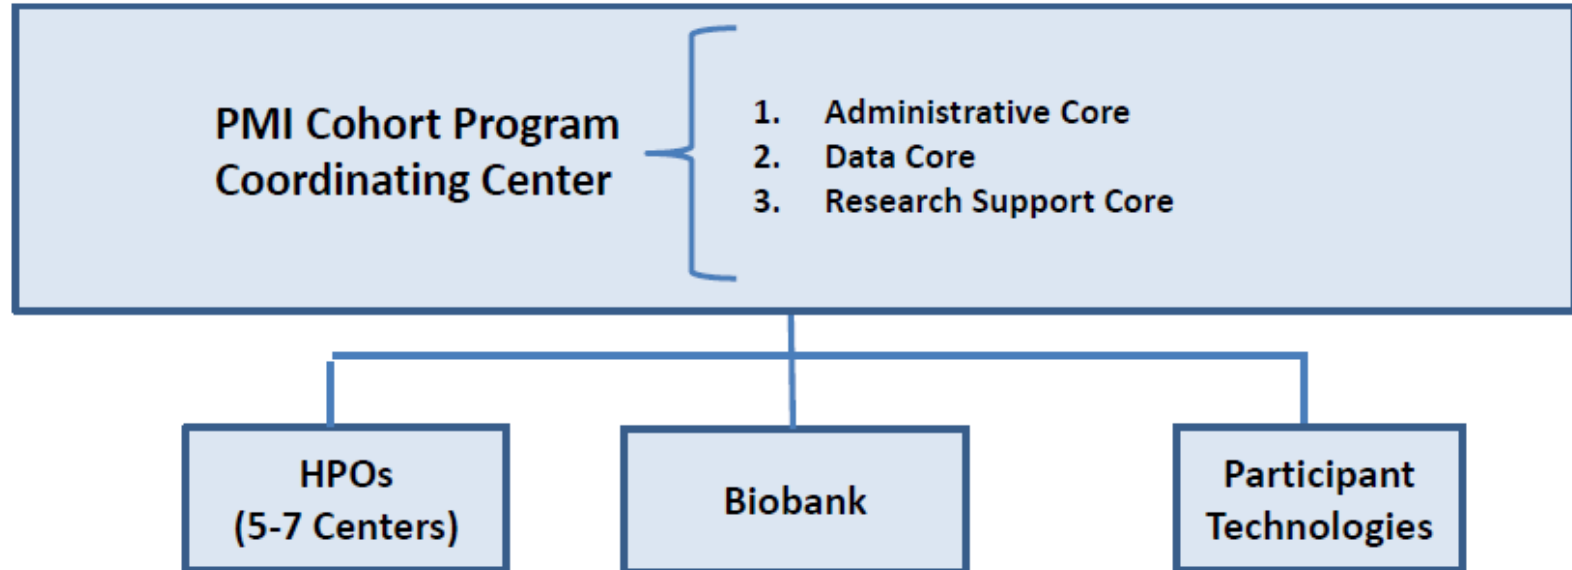 PMI Cohort Program
Coordinating Center
1. Administrative Core
2. Data Core
3. Research Support Core
HPOs
(5-7 Centers)
Biobank
Participant
Technologies